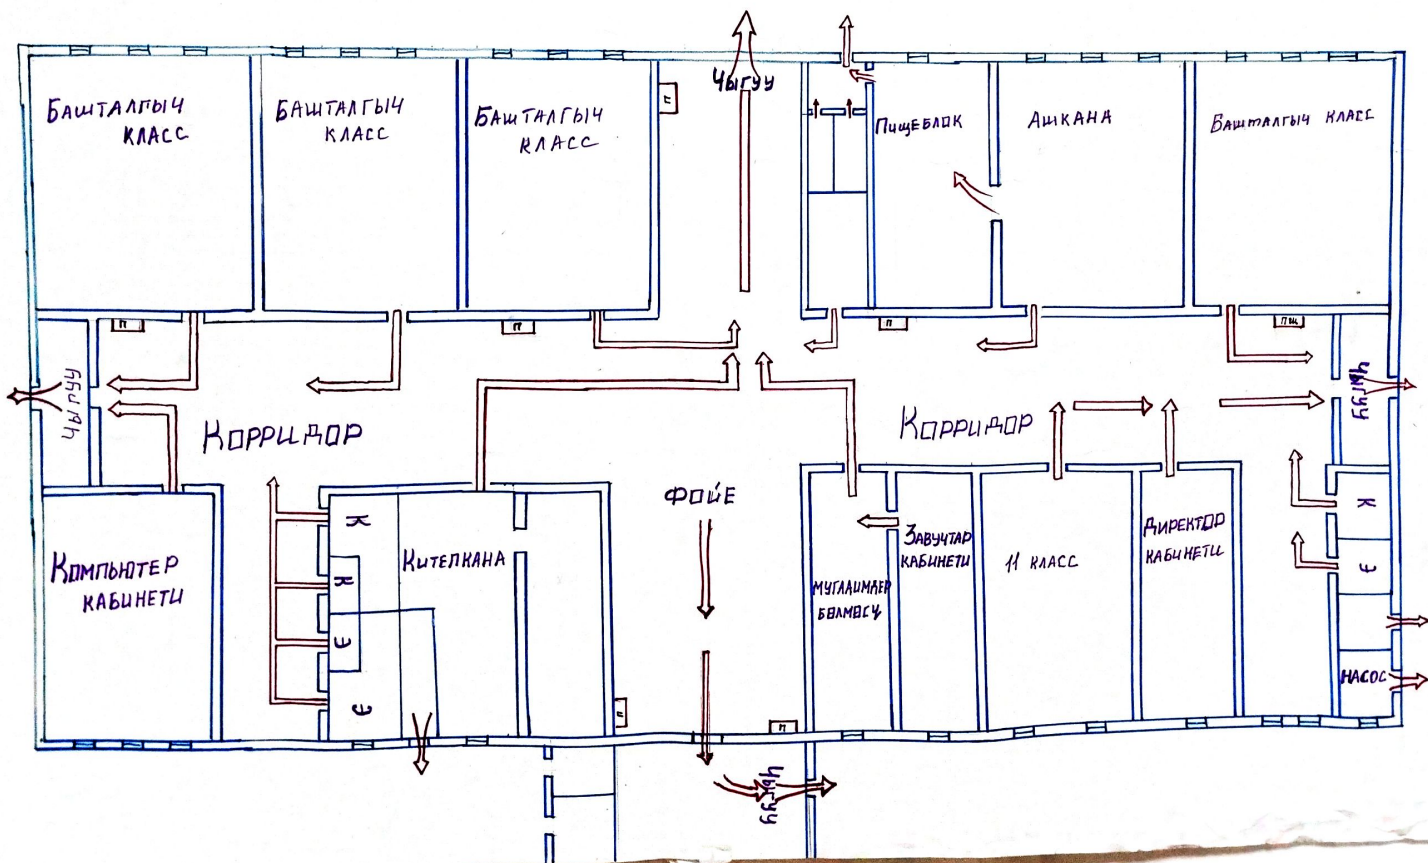 Башталгыч
класс
Башталгыч
класс
Башталгыч
класс
П
Чыгуу
Пищеблок
Ашкана
Башталгыч класс
П
П
П
ПЩ
Чыгуу
Корридор
Корридор
Чыгуу
Фойе
Компьютер
кабинети
К
К
Э
Э
Китепкана
Мугалимдер
бөлмөсү
Завучтар
кабинети
11 класс
Директор
кабинети
К
Э
Насос
П
П
Чыгуу